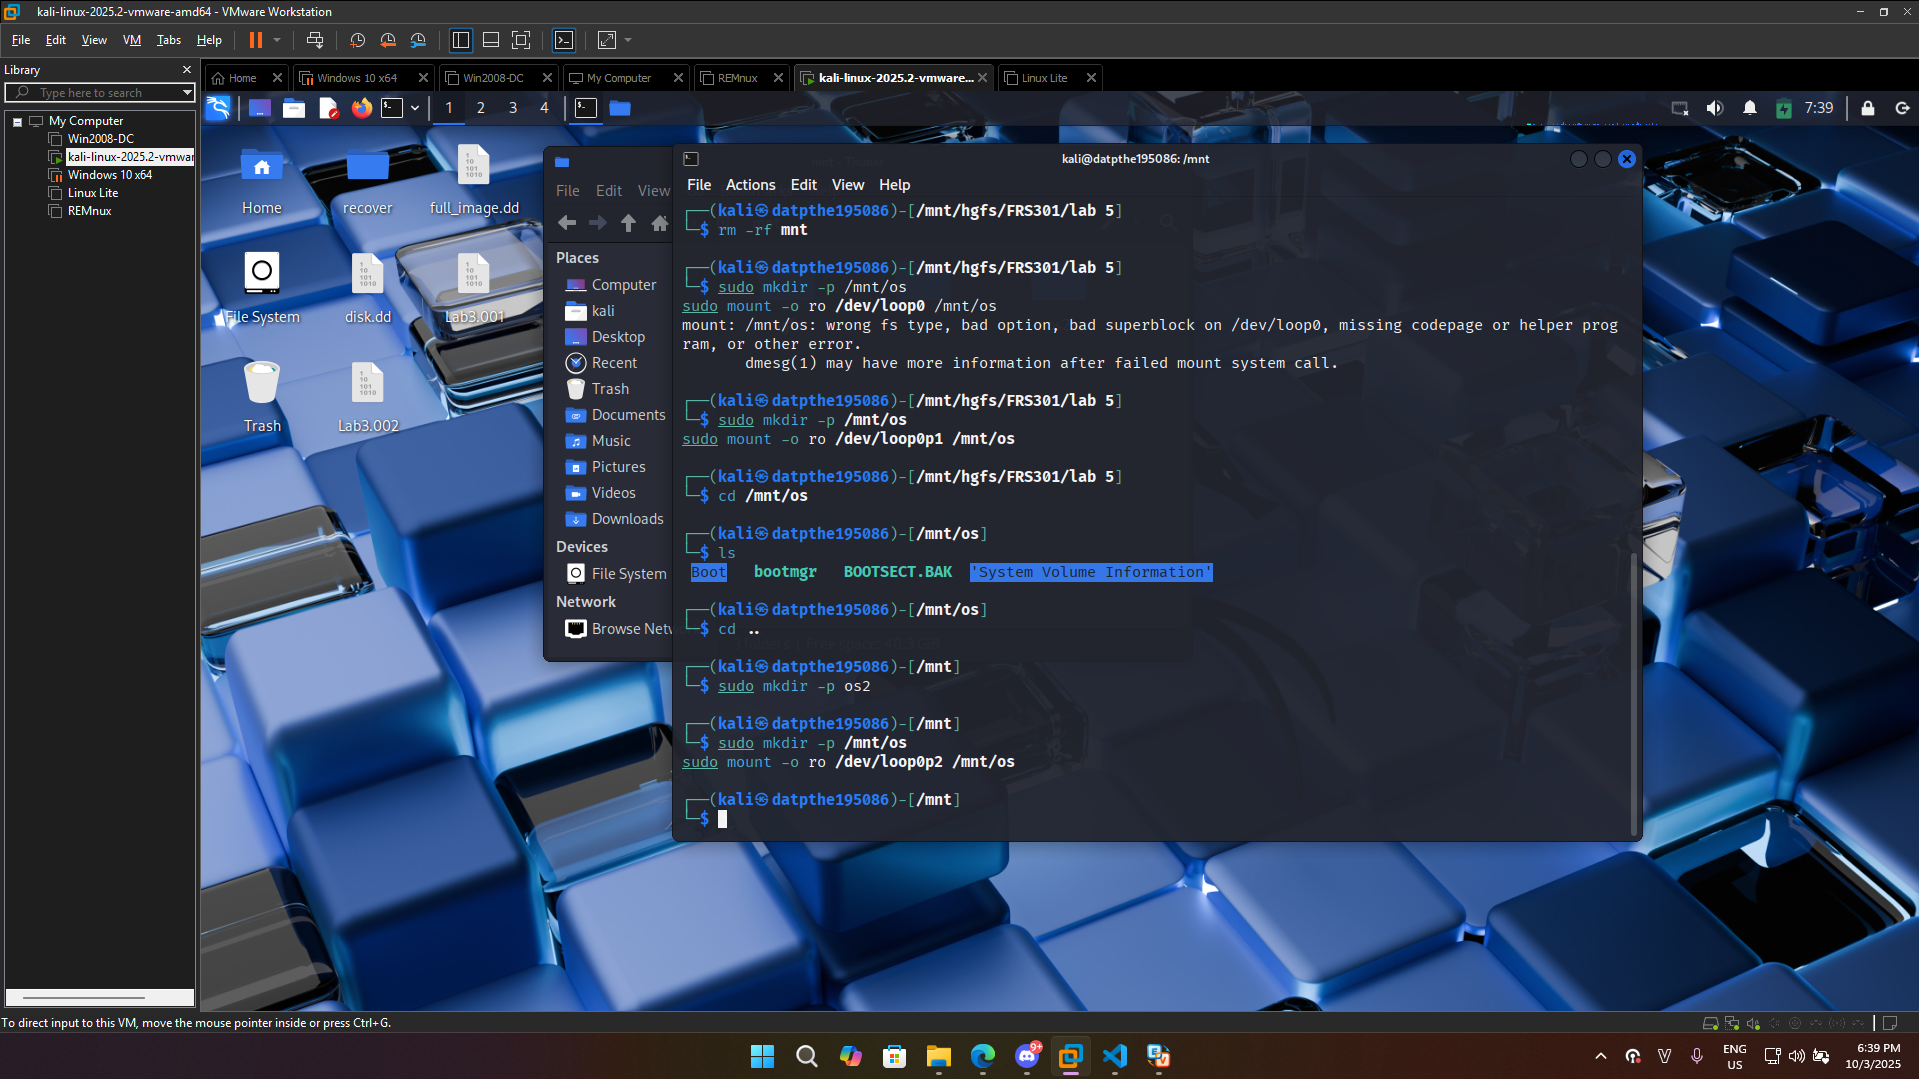 kali-linux-2025.2-vmware-amd64 - VMware Workstation
File Edit View VM Tabs Help
Library
Type here to search
My Computer
Win2008-DC
kali-linux-2025.2-vmwar
Windows 10 x64
Linux Lite
REMnux
Home
Windows 10 x64
Win2008-DC
My Computer
REMnux
kali-linux-2025.2-vmware...
Linux Lite
1 2 3 4
7:39
Home
recover
full_image.dd
File System
disk.dd
Lab3.001
Trash
Lab3.002
File Edit View
Places
Computer
kali
Desktop
Recent
Trash
Documents
Music
Pictures
Videos
Downloads
Devices
File System
Network
Browse Netw
kali@datpthe195086: /mnt
File Actions Edit View Help
┌──(kali㉿datpthe195086)-[/mnt/hgfs/FRS301/lab 5]
└─$ rm -rf mnt
┌──(kali㉿datpthe195086)-[/mnt/hgfs/FRS301/lab 5]
└─$ sudo mkdir -p /mnt/os
sudo mount -o ro /dev/loop0 /mnt/os
mount: /mnt/os: wrong fs type, bad option, bad superblock on /dev/loop0, missing codepage or helper prog
ram, or other error.
dmesg(1) may have more information after failed mount system call.
┌──(kali㉿datpthe195086)-[/mnt/hgfs/FRS301/lab 5]
└─$ sudo mkdir -p /mnt/os
sudo mount -o ro /dev/loop0p1 /mnt/os
┌──(kali㉿datpthe195086)-[/mnt/hgfs/FRS301/lab 5]
└─$ cd /mnt/os
┌──(kali㉿datpthe195086)-[/mnt/os]
└─$ ls
Boot bootmgr BOOTSECT.BAK 'System Volume Information'
┌──(kali㉿datpthe195086)-[/mnt/os]
└─$ cd ..
┌──(kali㉿datpthe195086)-[/mnt]
└─$ sudo mkdir -p os2
┌──(kali㉿datpthe195086)-[/mnt]
└─$ sudo mkdir -p /mnt/os
sudo mount -o ro /dev/loop0p2 /mnt/os
┌──(kali㉿datpthe195086)-[/mnt]
└─$
To direct input to this VM, move the mouse pointer inside or press Ctrl+G.
9+
ENG
US
6:39 PM
10/3/2025